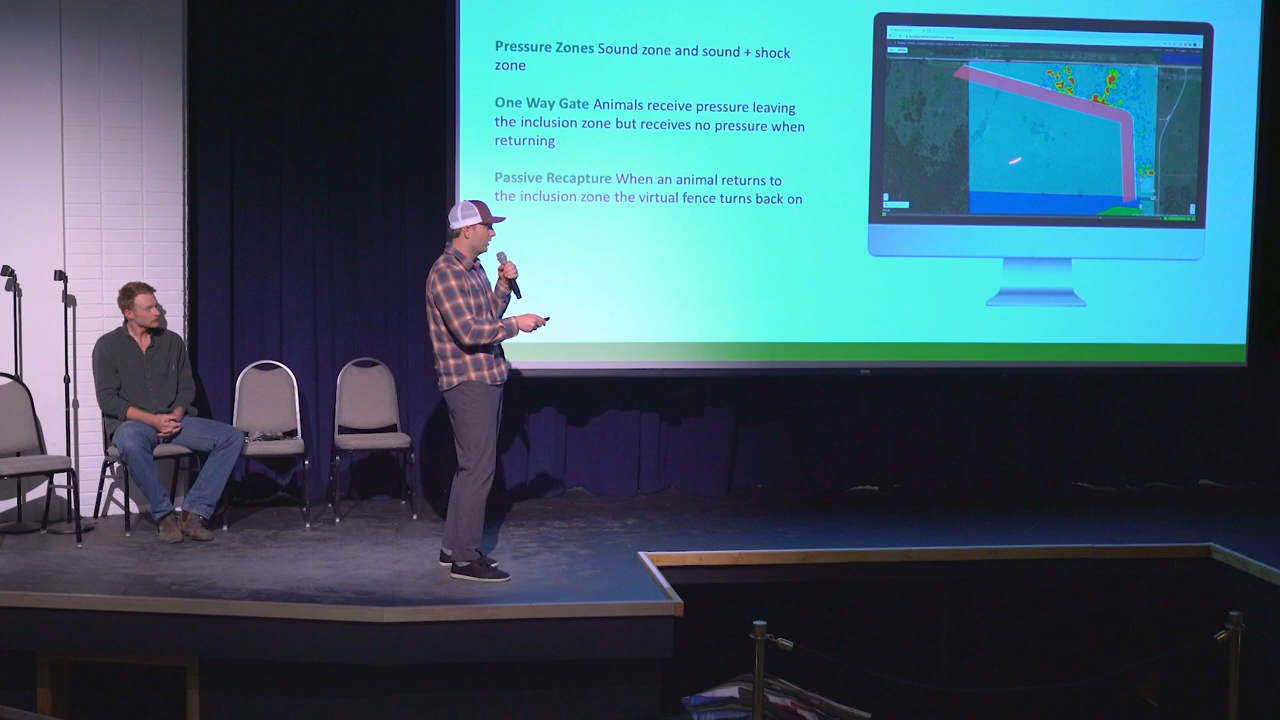 Pressure Zones Sound zone and sound + shock
zone
One Way Gate Animals receive pressure leaving
the inclusion zone but receives no pressure when
returning
Passive Recapture When an animal returns to
the inclusion zone the virtual fence turns back on